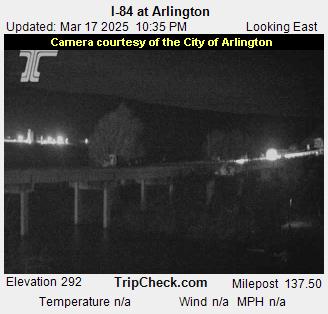 I-84 at Arlington
Updated: Mar 17 2025 10:35 PM Looking East
Camera courtesy of the City of Arlington
Elevation 292 TripCheck.com Milepost 137.50
Temperature n/a Wind n/a MPH n/a